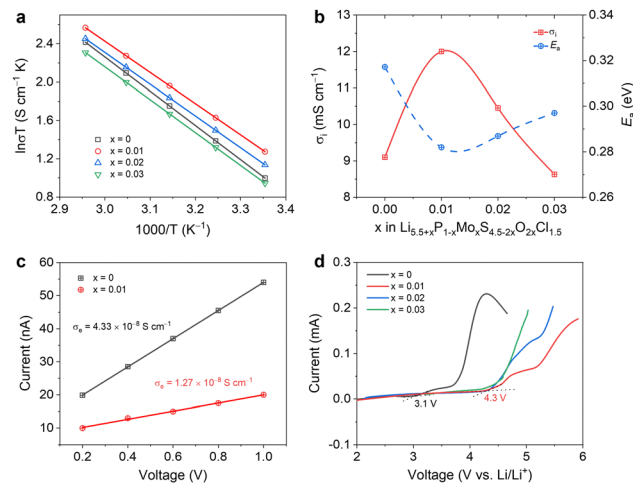 a
2.4
2.0
1.6
1.2
0.8
lnσT (S cm⁻¹ K)
x = 0
x = 0.01
x = 0.02
x = 0.03
2.9
3.0
3.1
3.2
3.3
3.4
1000/T (K⁻¹)
b
13
12
11
10
9
8
σᵢ (mS cm⁻¹)
σᵢ
Eₐ
0.34
0.32
0.30
0.28
0.26
Eₐ (eV)
0.00
0.01
0.02
0.03
x in Li₅.₅₊ₓP₁₋ₓMoₓS₄.₅₋₂ₓO₂ₓCl₁.₅
c
60
50
40
30
20
10
Current (nA)
x = 0
x = 0.01
σₑ = 4.33 × 10⁻⁸ S cm⁻¹
σₑ = 1.27 × 10⁻⁸ S cm⁻¹
0.2
0.4
0.6
0.8
1.0
Voltage (V)
d
0.3
0.2
0.1
0.0
-0.1
Current (mA)
x = 0
x = 0.01
x = 0.02
x = 0.03
3.1 V
4.3 V
2
3
4
5
6
Voltage (V vs. Li/Li⁺)